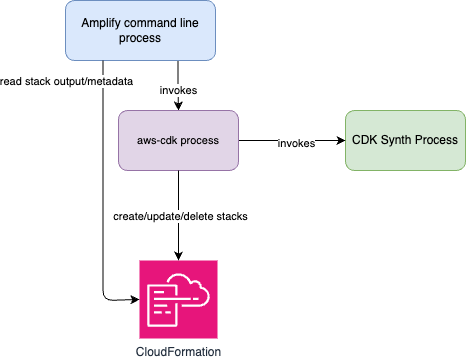 Amplify command line
process
read stack output/metadata
invokes
aws-cdk process
invokes
CDK Synth Process
create/update/delete stacks
CloudFormation